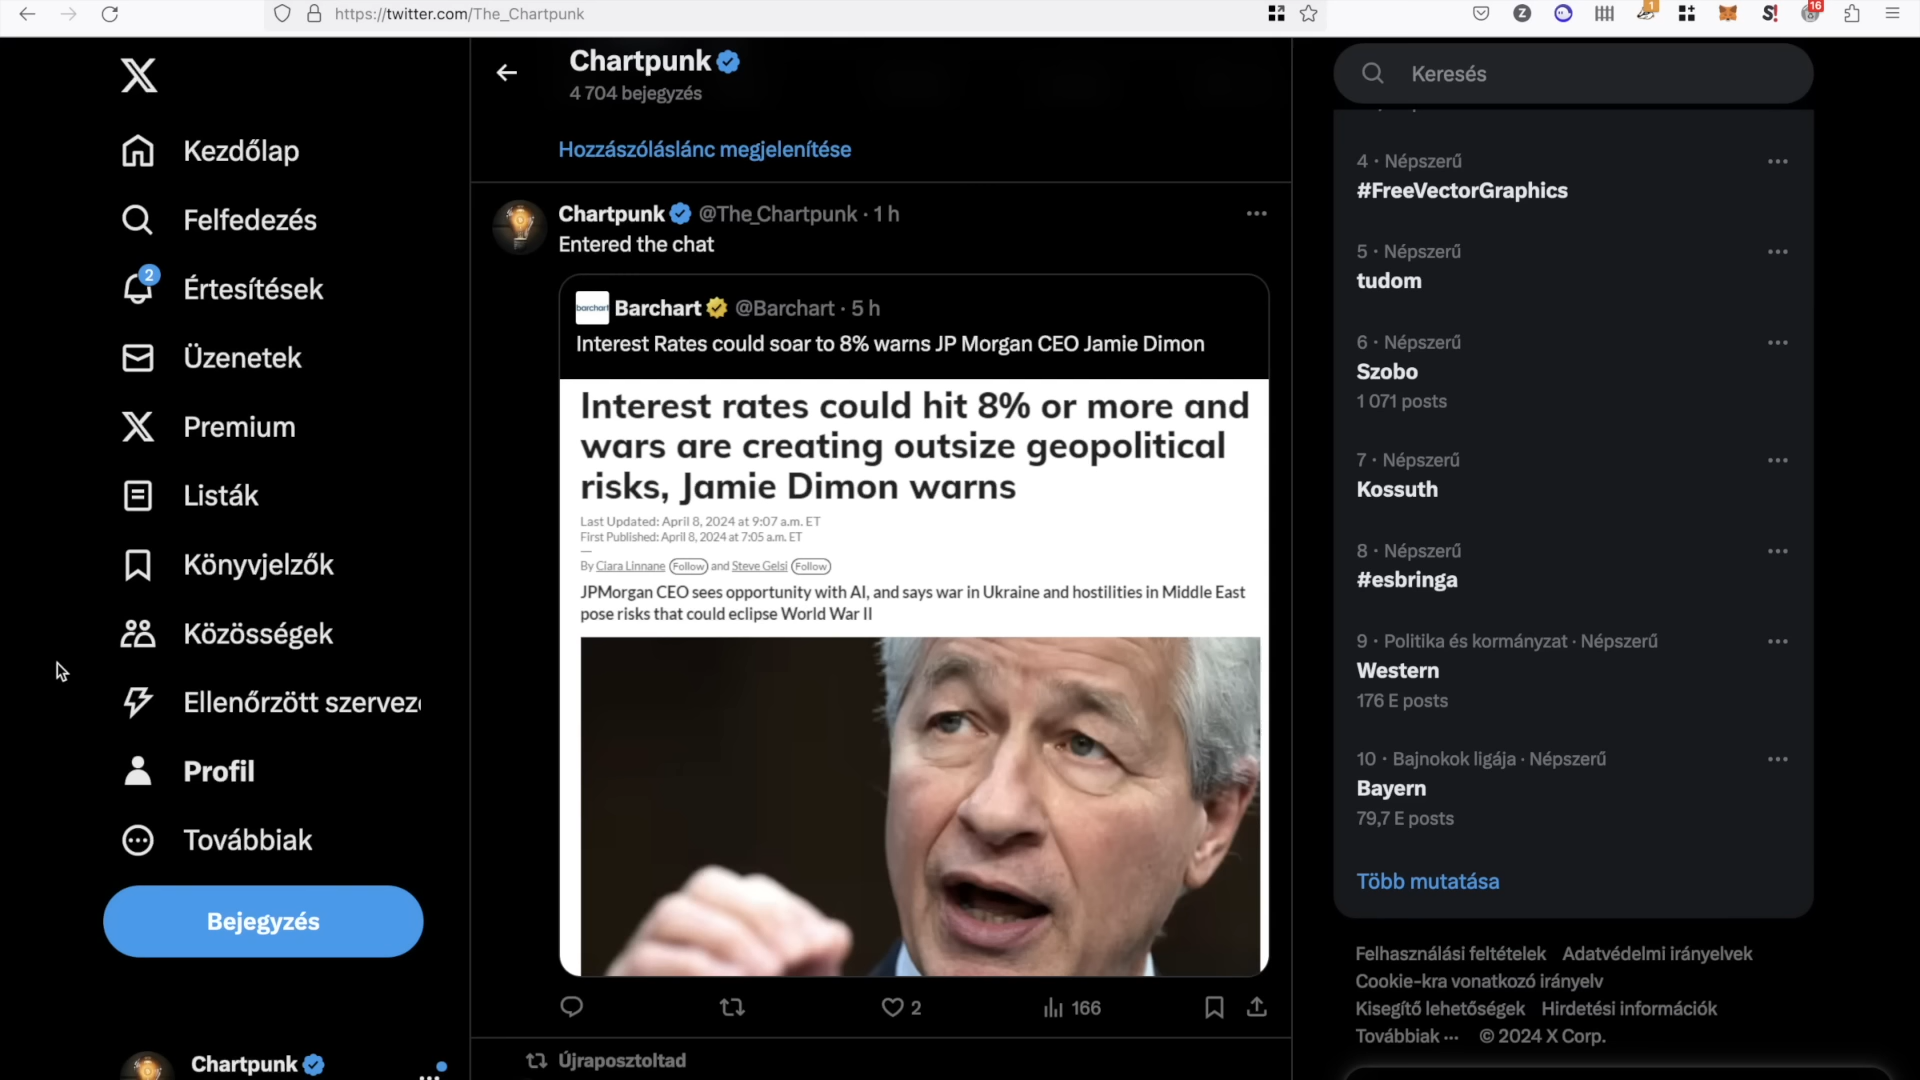 https://twitter.com/The_Chartpunk
1
S!
16
Kezdőlap
Felfedezés
2
Értesítések
Üzenetek
Premium
Listák
Könyvjelzők
Közösségek
Ellenőrzött szerveze
Profil
Továbbiak
Bejegyzés
Chartpunk
Chartpunk
4 704 bejegyzés
Hozzászóláslánc megjelenítése
Chartpunk @The_Chartpunk · 1 h
Entered the chat
barchart
Barchart @Barchart · 5 h
Interest Rates could soar to 8% warns JP Morgan CEO Jamie Dimon
Interest rates could hit 8% or more and
wars are creating outsize geopolitical
risks, Jamie Dimon warns
Last Updated: April 8, 2024 at 9:07 a.m. ET
First Published: April 8, 2024 at 7:05 a.m. ET
By Ciara Linnane Follow and Steve Gelsi Follow
JPMorgan CEO sees opportunity with AI, and says war in Ukraine and hostilities in Middle East
pose risks that could eclipse World War II
2
166
Újraposztoltad
Keresés
4 · Népszerű
#FreeVectorGraphics
5 · Népszerű
tudom
6 · Népszerű
Szobo
1 071 posts
7 · Népszerű
Kossuth
8 · Népszerű
#esbringa
9 · Politika és kormányzat · Népszerű
Western
176 E posts
10 · Bajnokok ligája · Népszerű
Bayern
79,7 E posts
Több mutatása
Felhasználási feltételek Adatvédelmi irányelvek
Cookie-kra vonatkozó irányelv
Kisegítő lehetőségek Hirdetési információk
Továbbiak ··· © 2024 X Corp.